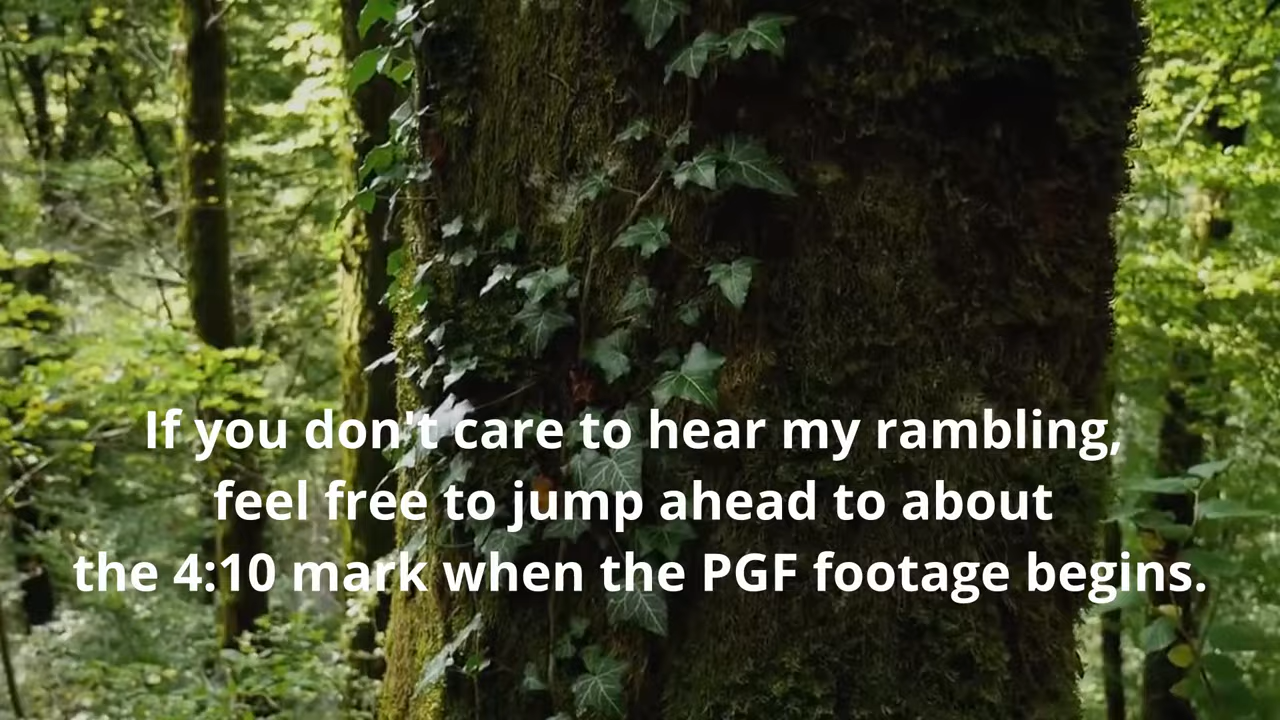 If you don't care to hear my rambling,
feel free to jump ahead to about
the 4:10 mark when the PGF footage begins.